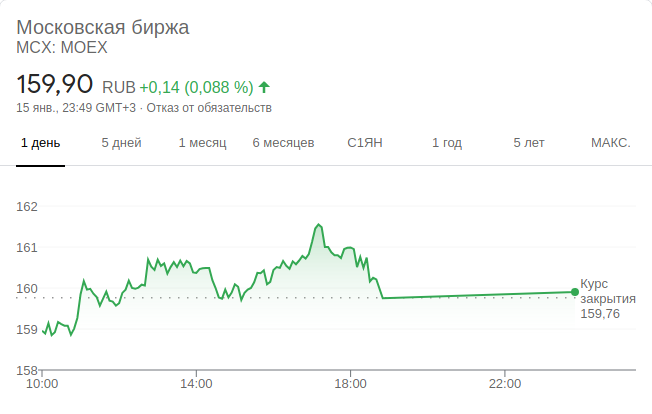 Московская биржа
MCX: MOEX
159,90 RUB +0,14 (0,088 %)
15 янв., 23:49 GMT+3 · Отказ от обязательств
1 день 5 дней 1 месяц 6 месяцев С1ЯН 1 год 5 лет МАКС.
162
161
160
159
158
Курс
закрытия
159,76
10:00 14:00 18:00 22:00